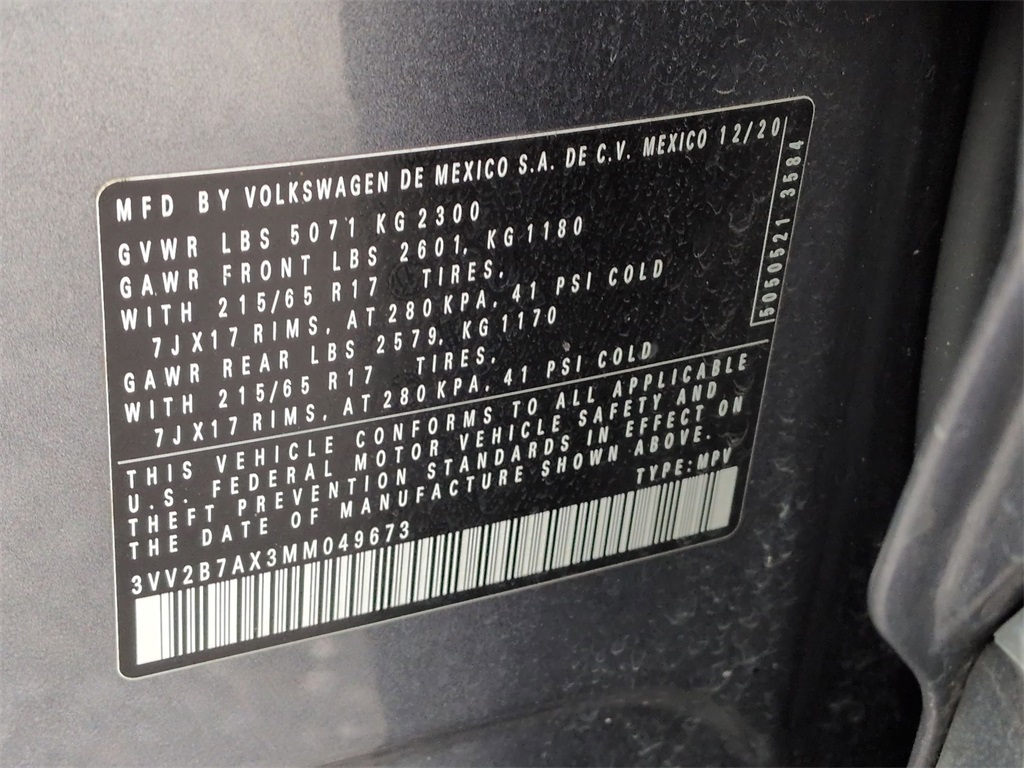 MFD BY VOLKSWAGEN DE MEXICO S.A. DE C.V. MEXICO 12/20
GVWR LBS 5071 KG 2300
GAWR FRONT LBS 2601, KG 1180
WITH 215/65 R17 TIRES,
7JX17 RIMS, AT 280 KPA, 41 PSI COLD
GAWR REAR LBS 2579, KG 1170
WITH 215/65 R17 TIRES,
7JX17 RIMS, AT 280 KPA, 41 PSI COLD
5050521 3584
THIS VEHICLE CONFORMS TO ALL APPLICABLE
U.S. FEDERAL MOTOR VEHICLE SAFETY AND
THEFT PREVENTION STANDARDS IN EFFECT ON
THE DATE OF MANUFACTURE SHOWN ABOVE.
TYPE: MPV
3VV2B7AX3MM049673